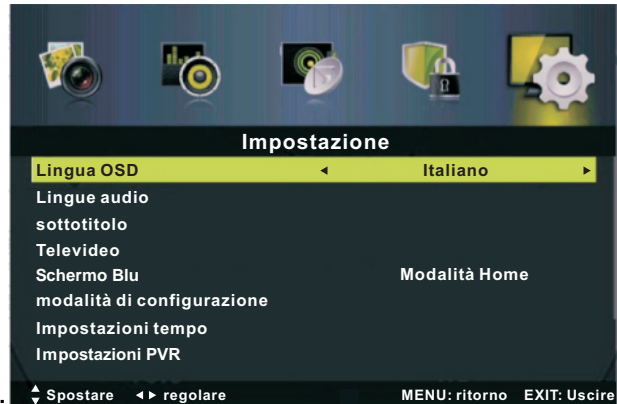 Impostazione
Lingua OSD Italiano
Lingue audio
sottotitolo
Televideo
Schermo Blu Modalità Home
modalità di configurazione
Impostazioni tempo
Impostazioni PVR
Spostare regolare MENU: ritorno EXIT: Uscire